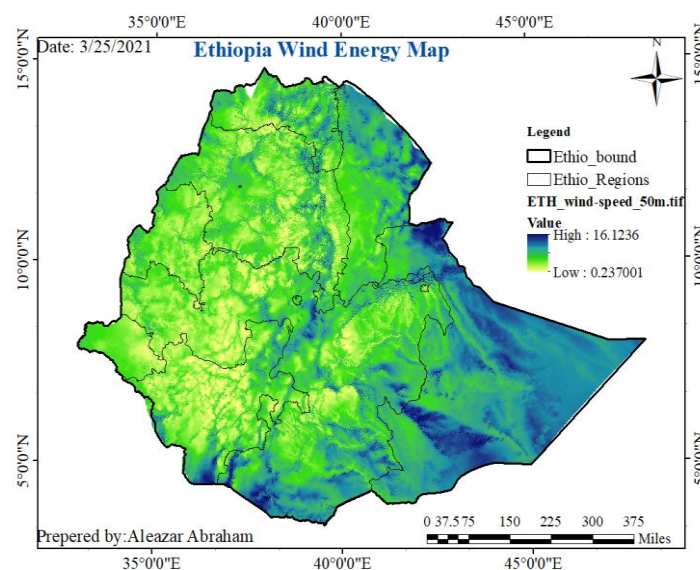 35°0'0"E 40°0'0"E 45°0'0"E
Date: 3/25/2021
Ethiopia Wind Energy Map
N
15°0'0"N
15°0'0"N
Legend
Ethio_bound
Ethio_Regions
ETH_wind-speed_50m.tif
Value
High : 16.1236
Low : 0.237001
10°0'0"N
10°0'0"N
5°0'0"N
5°0'0"N
Prepered by:Aleazar Abraham
0 37.575 150 225 300 375
Miles
35°0'0"E 40°0'0"E 45°0'0"E